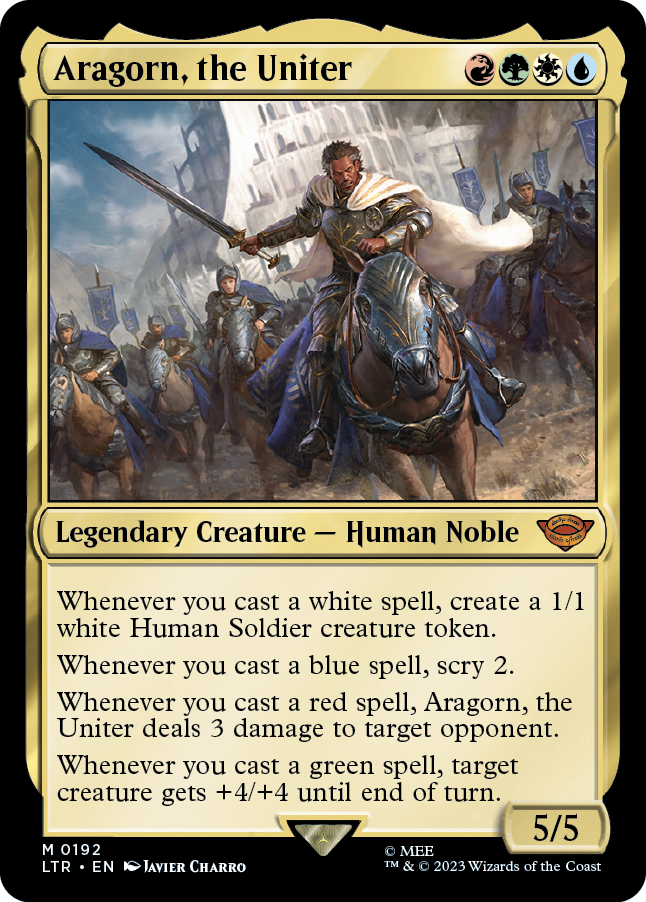 Aragorn, the Uniter
Legendary Creature — Human Noble
Whenever you cast a white spell, create a 1/1
white Human Soldier creature token.
Whenever you cast a blue spell, scry 2.
Whenever you cast a red spell, Aragorn, the
Uniter deals 3 damage to target opponent.
Whenever you cast a green spell, target
creature gets +4/+4 until end of turn.
5/5
M 0192
LTR • EN Javier Charro
© MEE
™ & © 2023 Wizards of the Coast